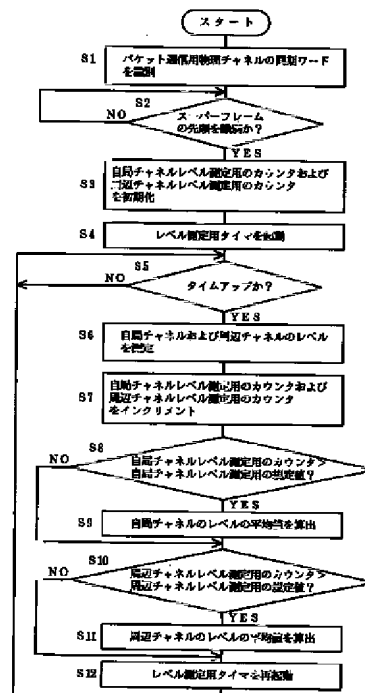 スタート
S1
パケット通信用物理チャネルの同期ワード
を識別
S2
NO
スーパーフレーム
の先頭を検出か?
YES
S3
自局チャネルレベル測定用のカウンタおよび
周辺チャネルレベル測定用のカウンタ
を初期化
S4
レベル測定用タイマを起動
S5
NO
タイムアップか?
YES
S6
自局チャネルおよび周辺チャネルのレベル
を測定
S7
自局チャネルレベル測定用のカウンタおよび
周辺チャネルレベル測定用のカウンタ
をインクリメント
S8
NO
自局チャネルレベル測定用のカウンタ>
自局チャネルレベル測定用の設定値?
YES
S9
自局チャネルのレベルの平均値を算出
S10
NO
周辺チャネルレベル測定用のカウンタ>
周辺チャネルレベル測定用の設定値?
YES
S11
周辺チャネルのレベルの平均値を算出
S12
レベル測定用タイマを再起動